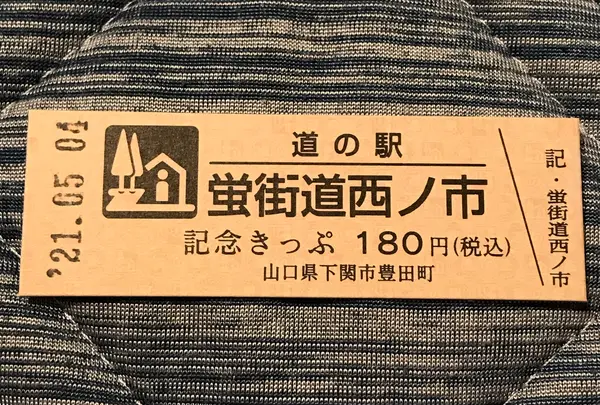 '21.05.04
道の駅
蛍街道西ノ市
記念きっぷ 180円(税込)
山口県下関市豊田町
記・蛍街道西ノ市